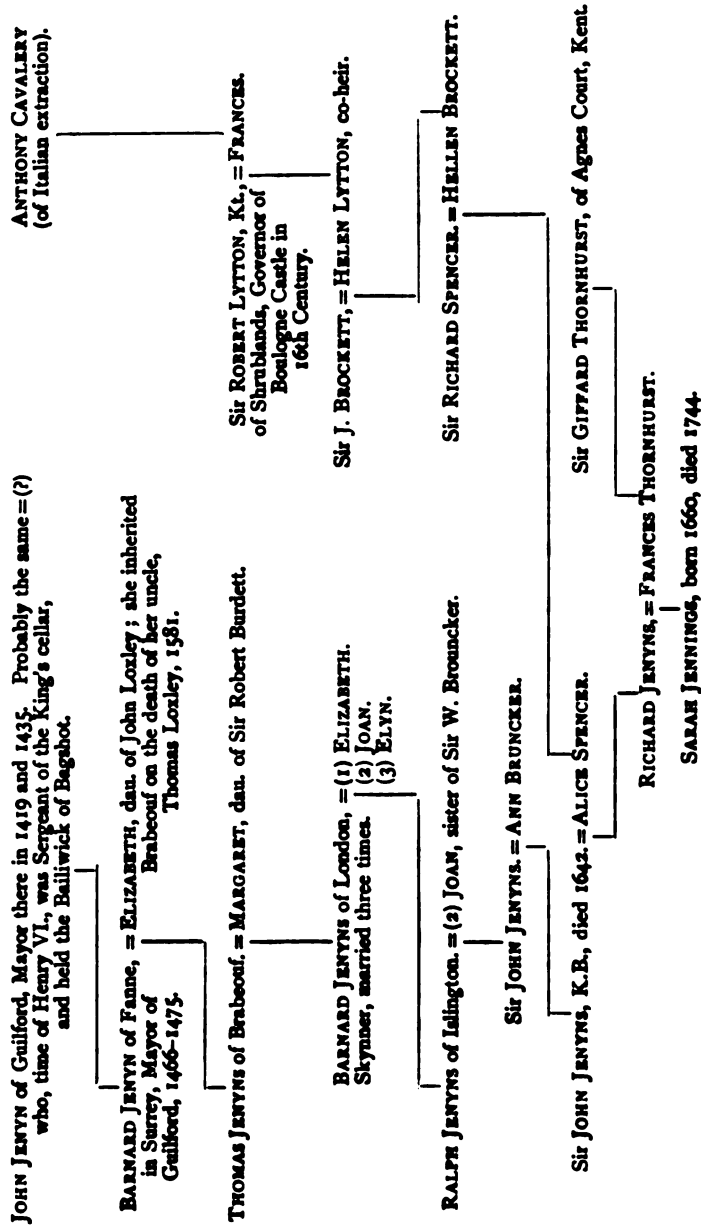 JOHN JENYN of Guilford, Mayor there in 1419 and 1435. Probably the same = (?)
who, time of Henry VI., was Sergeant of the King's cellar,
and held the Bailiwick of Bagshot.
ANTHONY CAVALERY
(of Italian extraction).
BARNARD JENYN of Fanne, = ELIZABETH, dau. of John Loxley ; she inherited
in Surrey, Mayor of
Guilford, 1466–1475.
Brabeouf on the death of her uncle,
Thomas Loxley, 1581.
Sir ROBERT LYTTON, Kt., = FRANCES.
of Shrublands, Governor of
Boulogne Castle in
16th Century.
THOMAS JENYNS of Brabeouf. = MARGARET, dau. of Sir Robert Burdett.
Sir J. BROCKETT, = HELEN LYTTON, co-heir.
BARNARD JENYNS of London, = (1) ELIZABETH.
Skynner, married three times.
(2) JOAN.
(3) ELYN.
RALPH JENYNS of Islington. = (2) JOAN, sister of Sir W. Brouncker.
Sir RICHARD SPENCER. = HELLEN BROCKETT.
Sir JOHN JENYNS. = ANN BRUNCKER.
Sir JOHN JENYNS, K.B., died 1642. = ALICE SPENCER.
Sir GIFFARD THORNHURST, of Agnes Court, Kent.
RICHARD JENYNS, = FRANCES THORNHURST.
SARAH JENNINGS, born 1660, died 1744.